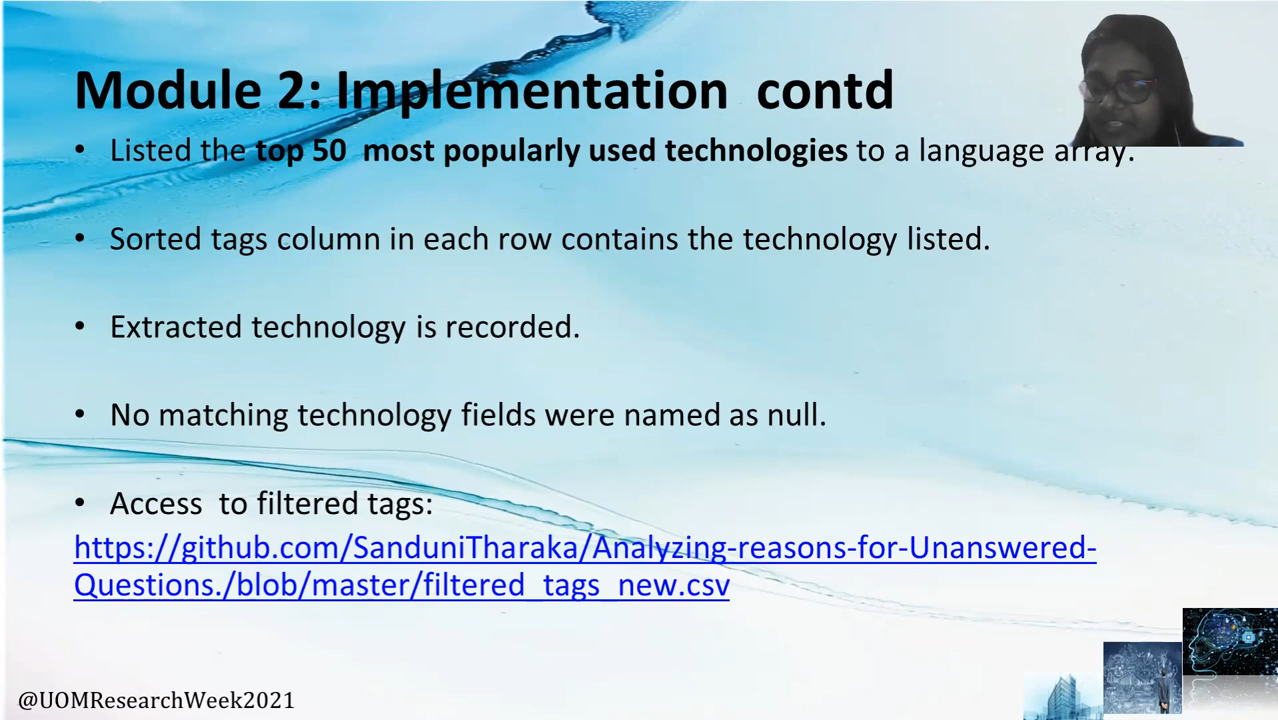 Module 2: Implementation contd
• Listed the top 50 most popularly used technologies to a language array.
• Sorted tags column in each row contains the technology listed.
• Extracted technology is recorded.
• No matching technology fields were named as null.
• Access to filtered tags:
https://github.com/SanduniTharaka/Analyzing-reasons-for-Unanswered-
Questions./blob/master/filtered_tags_new.csv
@UOMResearchWeek2021